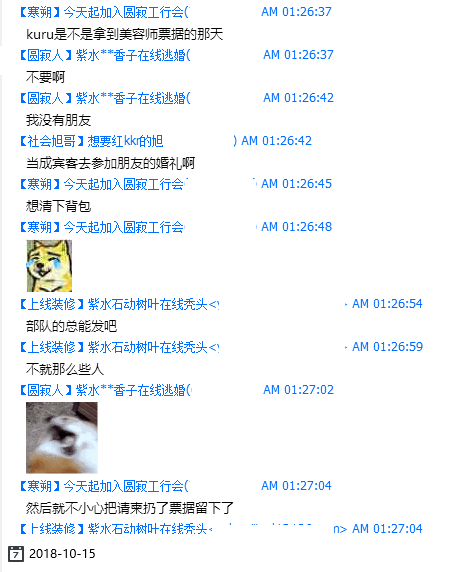 【寒朔】今天起加入圆寂工行会( AM 01:26:37
kuru是不是拿到美容师票据的那天
【圆寂人】紫水**香子在线逃婚( AM 01:26:37
不要啊
【圆寂人】紫水**香子在线逃婚( AM 01:26:42
我没有朋友
【社会旭哥】想要红kkr的旭 ) AM 01:26:42
当成宾客去参加朋友的婚礼啊
【寒朔】今天起加入圆寂工行会 AM 01:26:45
想清下背包
【寒朔】今天起加入圆寂工行会 AM 01:26:48
【上线装修】紫水石动树叶在线秃头< AM 01:26:54
部队的总能发吧
【上线装修】紫水石动树叶在线秃头< AM 01:26:59
不就那么些人
【圆寂人】紫水**香子在线逃婚( AM 01:27:02
【寒朔】今天起加入圆寂工行会( AM 01:27:04
然后就不小心把请柬扔了票据留下了
【上线装修】紫水石动树叶在线秃头< n> AM 01:27:04
7 2018-10-15